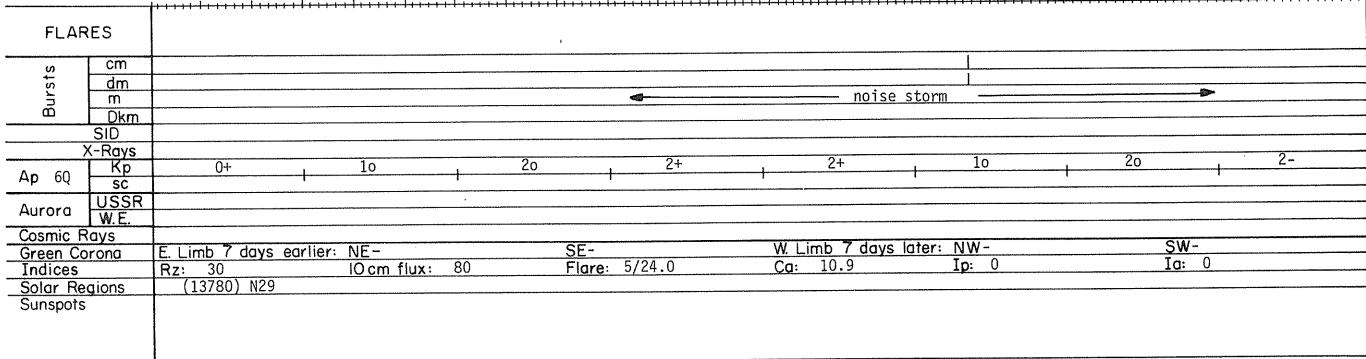 FLARES
Bursts
cm
dm
m noise storm
Dkm
SID
X-Rays
Ap 6Q
Kp 0+ 1o 2o 2+ 2+ 1o 2o 2-
sc
Aurora
USSR
W.E.
Cosmic Rays
Green Corona E. Limb 7 days earlier: NE- SE- W. Limb 7 days later: NW- SW-
Indices Rz: 30 10cm flux: 80 Flare: 5/24.0 Ca: 10.9 Ip: 0 Ia: 0
Solar Regions (13780) N29
Sunspots